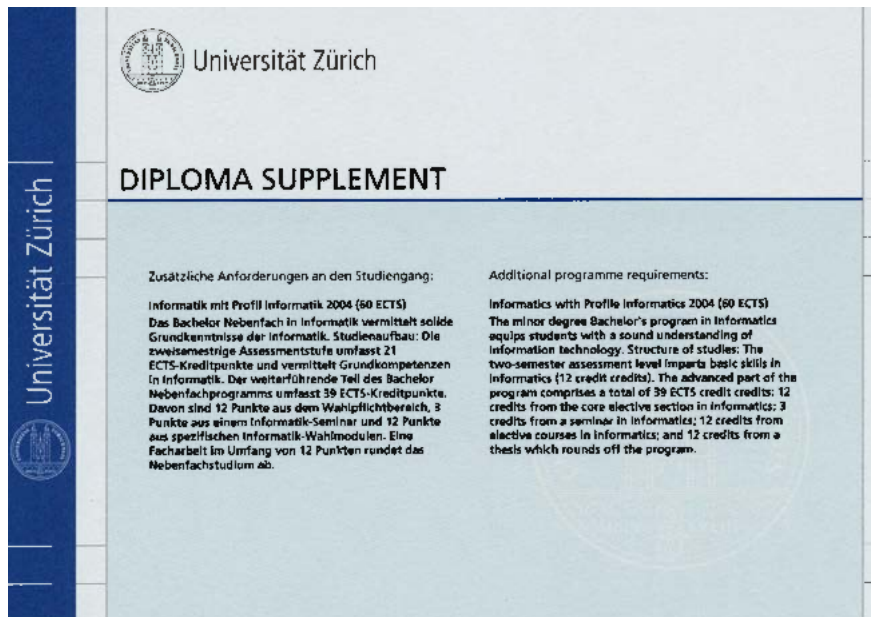 Universität Zürich
DIPLOMA SUPPLEMENT
Universität Zürich
Zusätzliche Anforderungen an den Studiengang:
Informatik mit Profil Informatik 2004 (60 ECTS)
Das Bachelor Nebenfach in Informatik vermittelt solide
Grundkenntnisse der Informatik. Studienaufbau: Die
zweisemestrige Assessmentstufe umfasst 21
ECTS-Kreditpunkte und vermittelt Grundkompetenzen
in Informatik. Der weiterführende Teil des Bachelor
Nebenfachprogramms umfasst 39 ECTS-Kreditpunkte.
Davon sind 12 Punkte aus dem Wahlpflichtbereich, 3
Punkte aus einem Informatik-Seminar und 12 Punkte
aus spezifischen Informatik-Wahlmodulen. Eine
Facharbeit im Umfang von 12 Punkten rundet das
Nebenfachstudium ab.
Additional programme requirements:
Informatics with Profile Informatics 2004 (60 ECTS)
The minor degree Bachelor's program in Informatics
equips students with a sound understanding of
information technology. Structure of studies: The
two-semester assessment level imparts basic skills in
Informatics (12 credit credits). The advanced part of the
program comprises a total of 39 ECTS credit credits: 12
credits from the core elective section in informatics; 3
credits from a seminar in informatics; 12 credits from
elective courses in informatics; and 12 credits from a
thesis which rounds off the program.